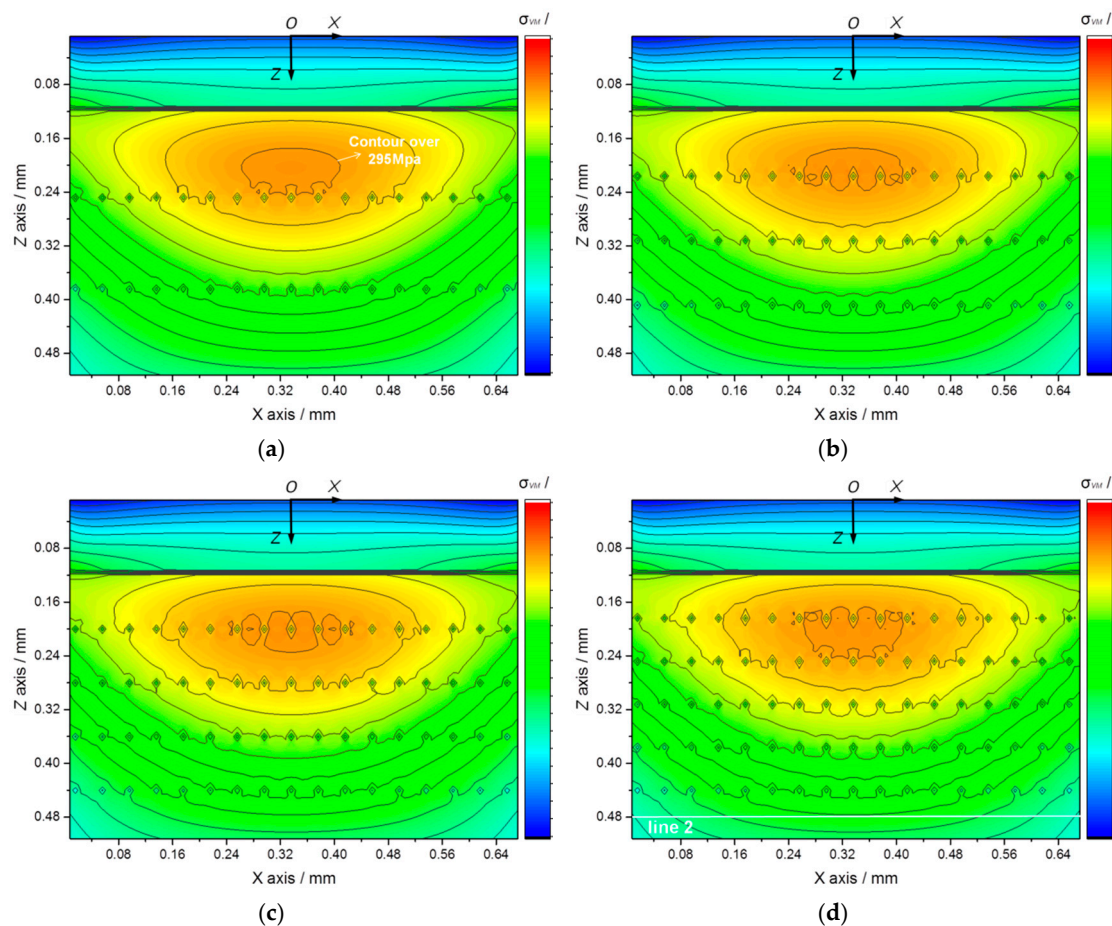 σVM /
O X
Z
0.08
0.16
0.24
0.32
0.40
0.48
Z axis / mm
Contour over
295Mpa
0.08 0.16 0.24 0.32 0.40 0.48 0.56 0.64
X axis / mm
(a)
σVM /
O X
Z
0.08
0.16
0.24
0.32
0.40
0.48
Z axis / mm
0.08 0.16 0.24 0.32 0.40 0.48 0.56 0.64
X axis / mm
(b)
σVM /
O X
Z
0.08
0.16
0.24
0.32
0.40
0.48
Z axis / mm
0.08 0.16 0.24 0.32 0.40 0.48 0.56 0.64
X axis / mm
(c)
σVM /
O X
Z
0.08
0.16
0.24
0.32
0.40
0.48
Z axis / mm
line 2
0.08 0.16 0.24 0.32 0.40 0.48 0.56 0.64
X axis / mm
(d)